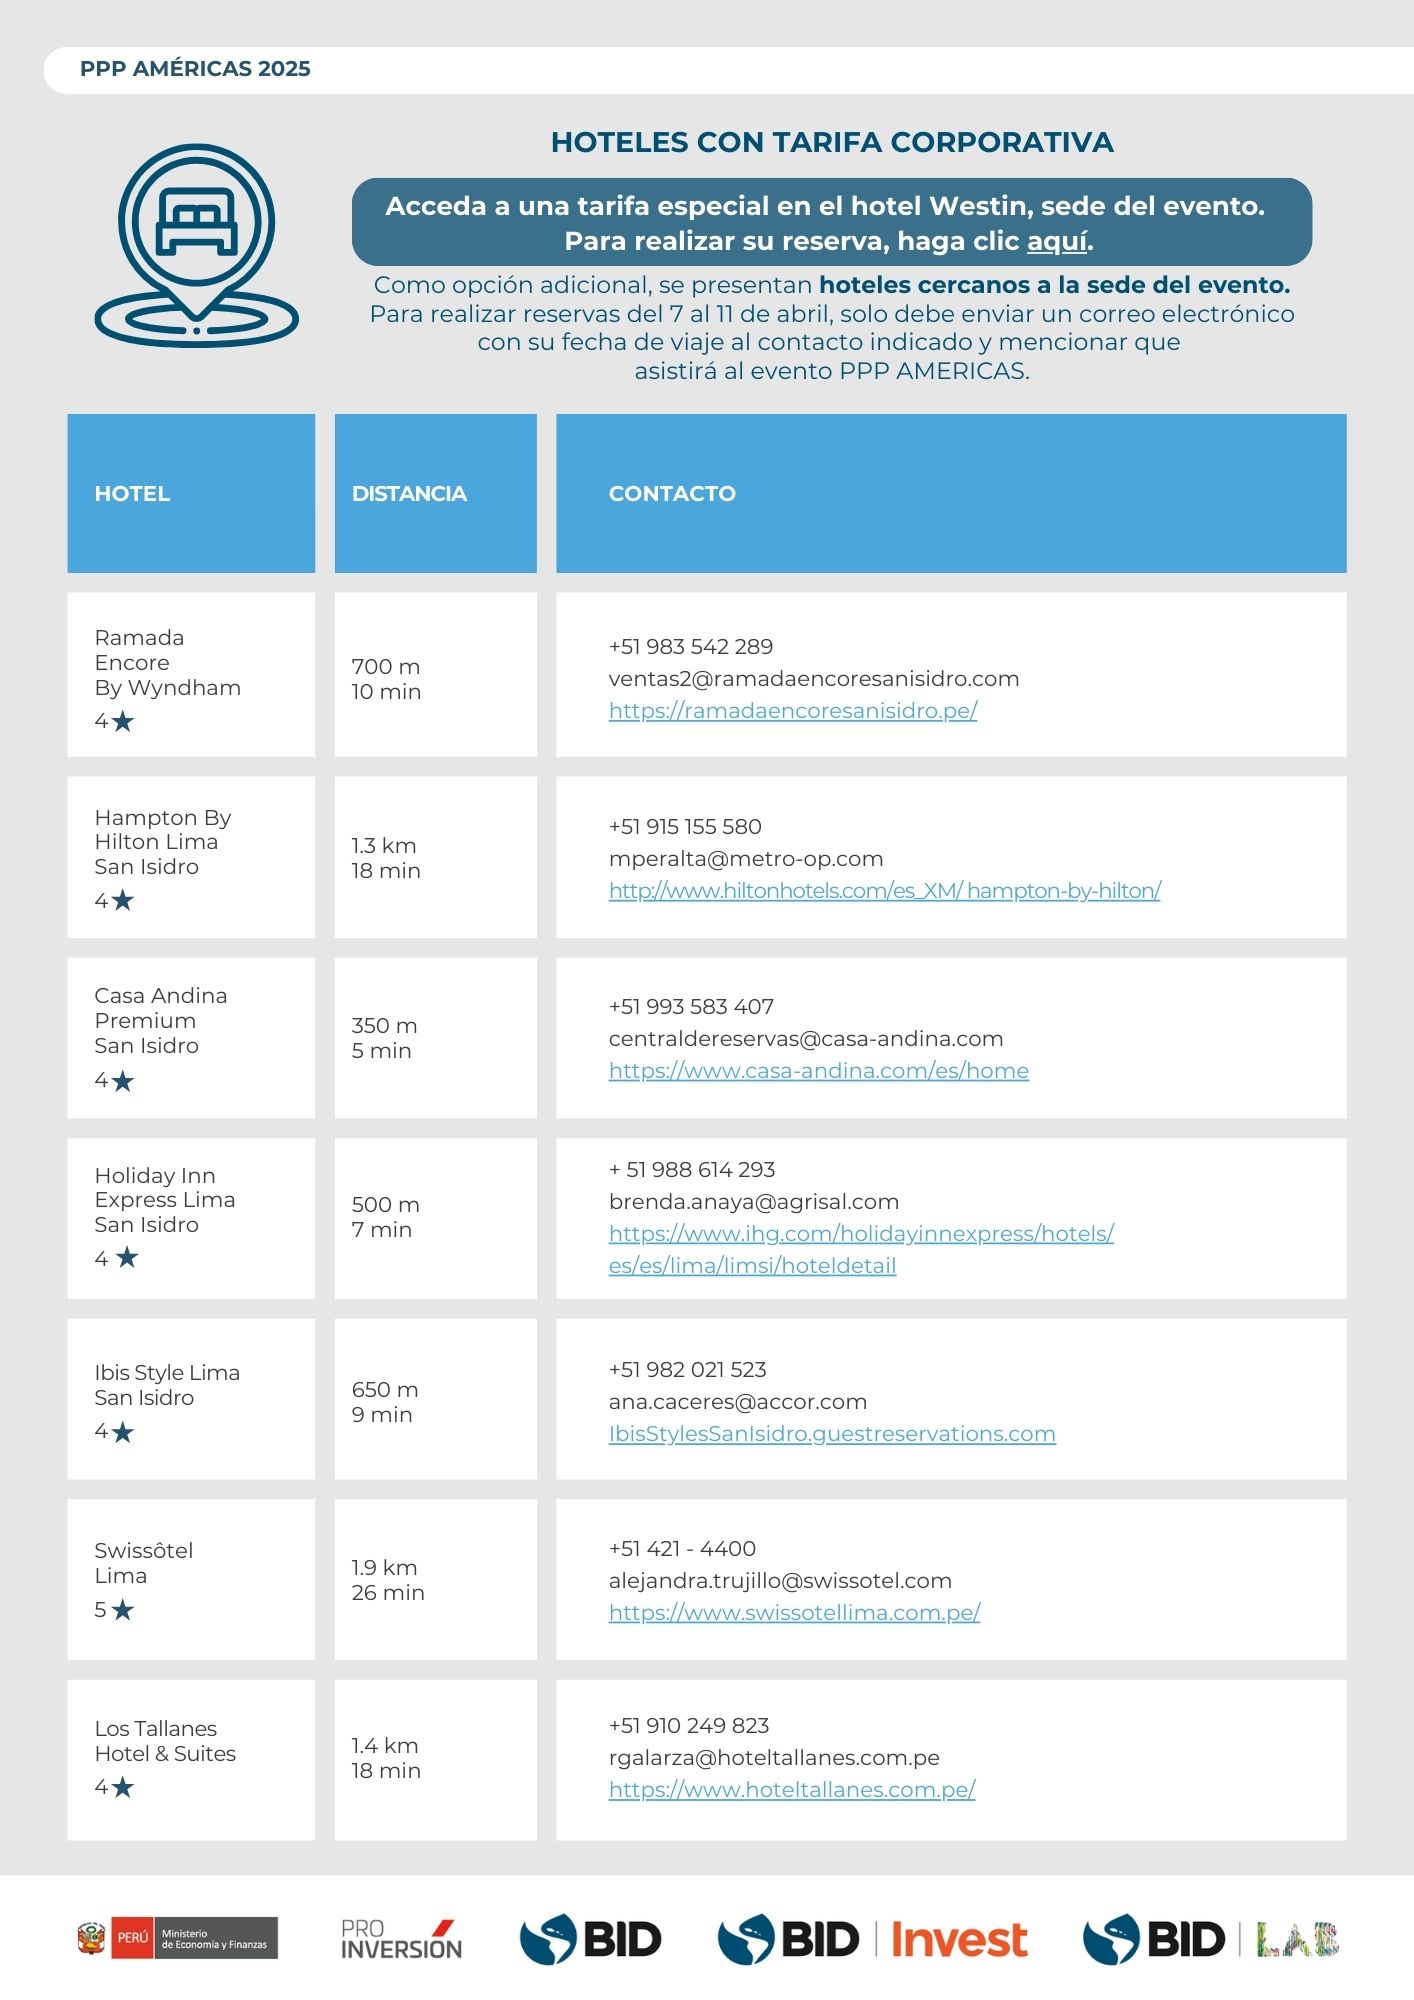 PPP AMÉRICAS 2025
HOTELES CON TARIFA CORPORATIVA
Acceda a una tarifa especial en el hotel Westin, sede del evento.
Para realizar su reserva, haga clic aquí.
Como opción adicional, se presentan hoteles cercanos a la sede del evento.
Para realizar reservas del 7 al 11 de abril, solo debe enviar un correo electrónico
con su fecha de viaje al contacto indicado y mencionar que
asistirá al evento PPP AMERICAS.
HOTEL
DISTANCIA
CONTACTO
Ramada
Encore
By Wyndham
4★
700 m
10 min
+51 983 542 289
ventas2@ramadaencoresanisidro.com
https://ramadaencoresanisidro.pe/
Hampton By
Hilton Lima
San Isidro
4★
1.3 km
18 min
+51 915 155 580
mperalta@metro-op.com
http://www.hiltonhotels.com/es_XM/ hampton-by-hilton/
Casa Andina
Premium
San Isidro
4★
350 m
5 min
+51 993 583 407
centraldereservas@casa-andina.com
https://www.casa-andina.com/es/home
Holiday Inn
Express Lima
San Isidro
4 ★
500 m
7 min
+ 51 988 614 293
brenda.anaya@agrisal.com
https://www.ihg.com/holidayinnexpress/hotels/
es/es/lima/limsi/hoteldetail
Ibis Style Lima
San Isidro
4★
650 m
9 min
+51 982 021 523
ana.caceres@accor.com
IbisStylesSanIsidro.guestreservations.com
Swissôtel
Lima
5★
1.9 km
26 min
+51 421 - 4400
alejandra.trujillo@swissotel.com
https://www.swissotellima.com.pe/
Los Tallanes
Hotel & Suites
4★
1.4 km
18 min
+51 910 249 823
rgalarza@hoteltallanes.com.pe
https://www.hoteltallanes.com.pe/
PERÚ
Ministerio
de Economía y Finanzas
PRO
INVERSIÓN
BID
BID | Invest
BID | LAB